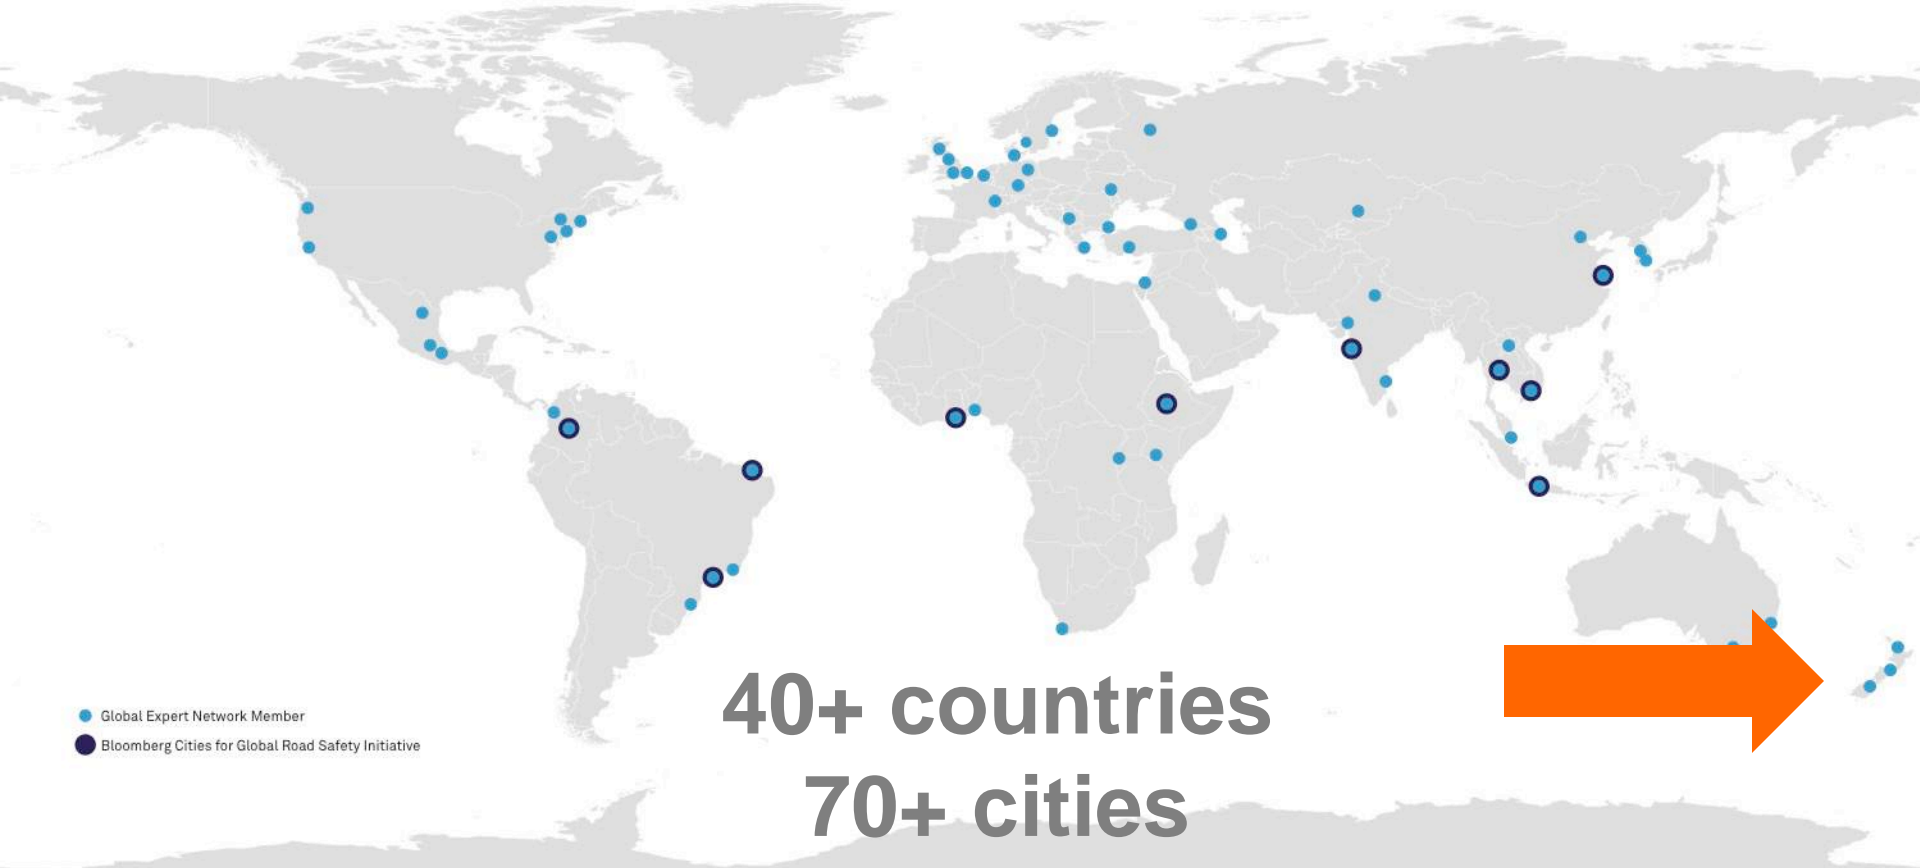 40+ countries
70+ cities
Global Expert Network Member
Bloomberg Cities for Global Road Safety Initiative